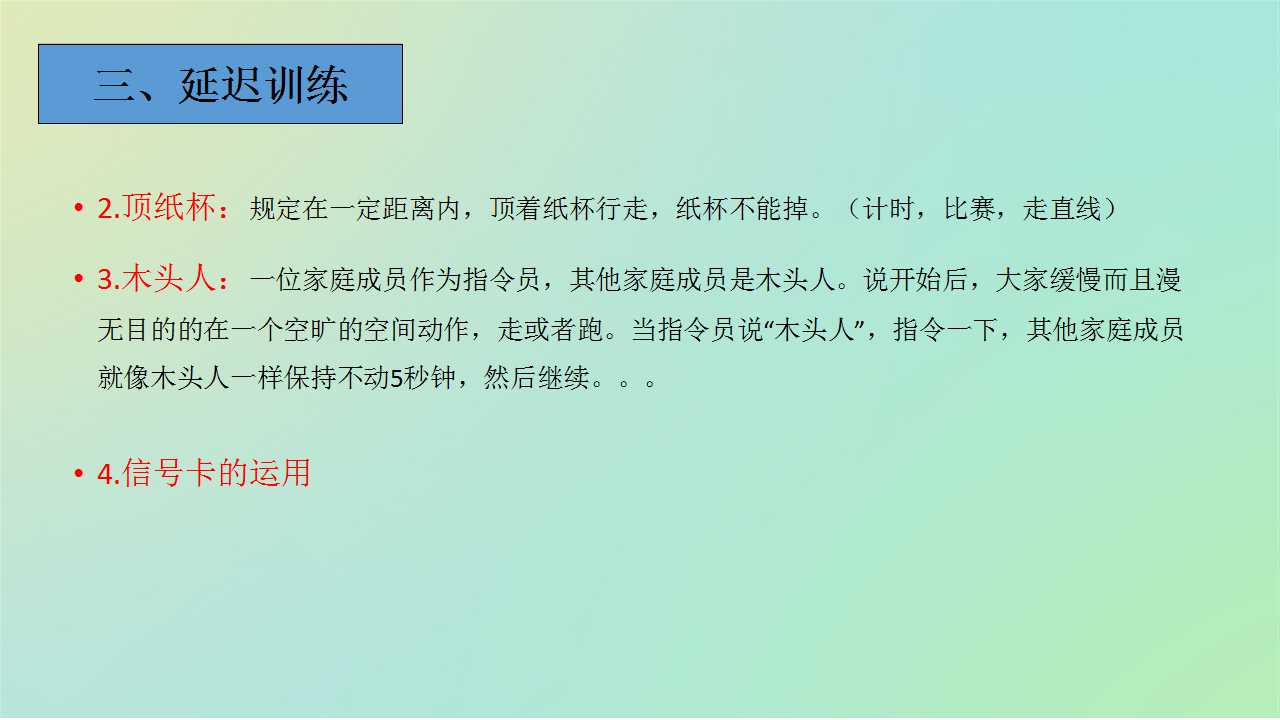 三、延迟训练
• 2.顶纸杯：规定在一定距离内，顶着纸杯行走，纸杯不能掉。（计时，比赛，走直线）
• 3.木头人：一位家庭成员作为指令员，其他家庭成员是木头人。说开始后，大家缓慢而且漫
无目的的在一个空旷的空间动作，走或者跑。当指令员说“木头人”，指令一下，其他家庭成员
就像木头人一样保持不动5秒钟，然后继续。。。
• 4.信号卡的运用